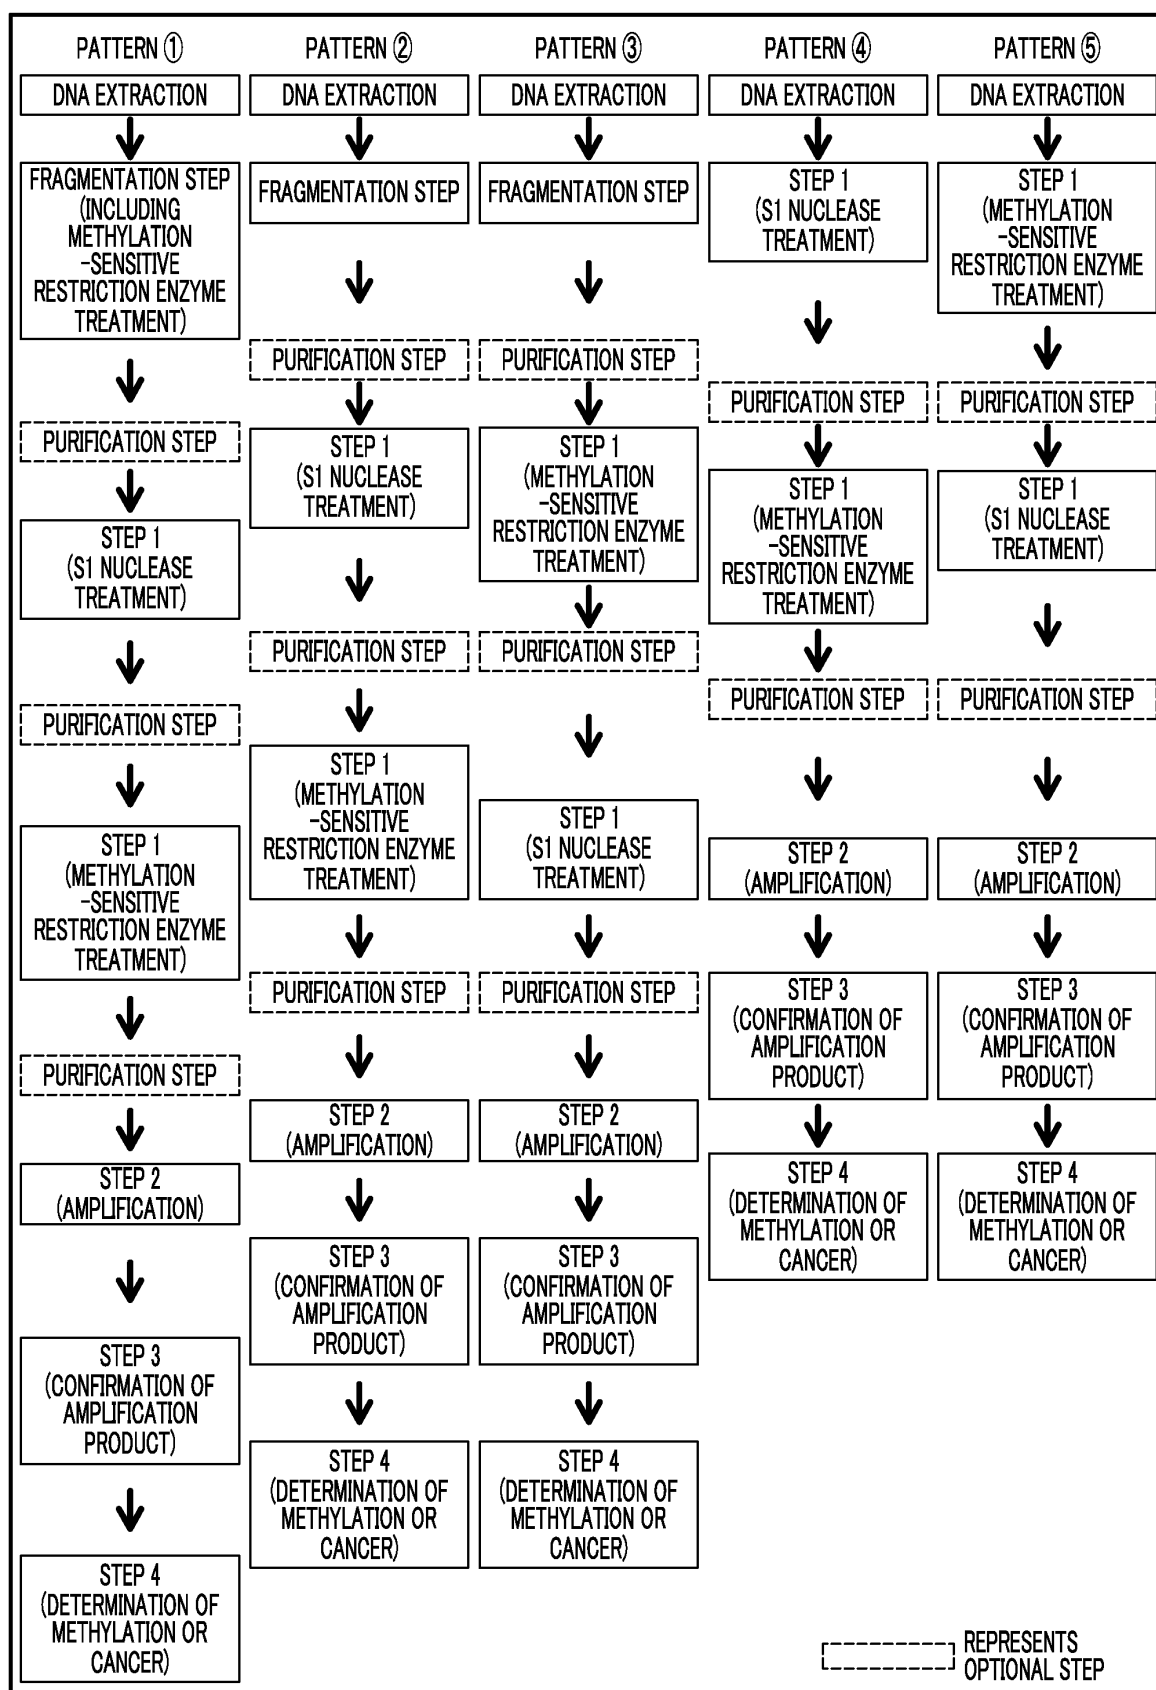 PATTERN ①
DNA EXTRACTION
FRAGMENTATION STEP
(INCLUDING
METHYLATION
-SENSITIVE
RESTRICTION ENZYME
TREATMENT)
PURIFICATION STEP
STEP 1
(S1 NUCLEASE
TREATMENT)
PURIFICATION STEP
STEP 1
(METHYLATION
-SENSITIVE
RESTRICTION ENZYME
TREATMENT)
PURIFICATION STEP
STEP 2
(AMPLIFICATION)
STEP 3
(CONFIRMATION OF
AMPLIFICATION
PRODUCT)
STEP 4
(DETERMINATION OF
METHYLATION OR
CANCER)
PATTERN ②
DNA EXTRACTION
FRAGMENTATION STEP
PURIFICATION STEP
STEP 1
(S1 NUCLEASE
TREATMENT)
PURIFICATION STEP
STEP 1
(METHYLATION
-SENSITIVE
RESTRICTION ENZYME
TREATMENT)
PURIFICATION STEP
STEP 2
(AMPLIFICATION)
STEP 3
(CONFIRMATION OF
AMPLIFICATION
PRODUCT)
STEP 4
(DETERMINATION OF
METHYLATION OR
CANCER)
PATTERN ③
DNA EXTRACTION
FRAGMENTATION STEP
PURIFICATION STEP
STEP 1
(METHYLATION
-SENSITIVE
RESTRICTION ENZYME
TREATMENT)
PURIFICATION STEP
STEP 1
(S1 NUCLEASE
TREATMENT)
PURIFICATION STEP
STEP 2
(AMPLIFICATION)
STEP 3
(CONFIRMATION OF
AMPLIFICATION
PRODUCT)
STEP 4
(DETERMINATION OF
METHYLATION OR
CANCER)
PATTERN ④
DNA EXTRACTION
STEP 1
(S1 NUCLEASE
TREATMENT)
PURIFICATION STEP
STEP 1
(METHYLATION
-SENSITIVE
RESTRICTION ENZYME
TREATMENT)
PURIFICATION STEP
STEP 2
(AMPLIFICATION)
STEP 3
(CONFIRMATION OF
AMPLIFICATION
PRODUCT)
STEP 4
(DETERMINATION OF
METHYLATION OR
CANCER)
PATTERN ⑤
DNA EXTRACTION
STEP 1
(METHYLATION
-SENSITIVE
RESTRICTION ENZYME
TREATMENT)
PURIFICATION STEP
STEP 1
(S1 NUCLEASE
TREATMENT)
PURIFICATION STEP
STEP 2
(AMPLIFICATION)
STEP 3
(CONFIRMATION OF
AMPLIFICATION
PRODUCT)
STEP 4
(DETERMINATION OF
METHYLATION OR
CANCER)
REPRESENTS
OPTIONAL STEP